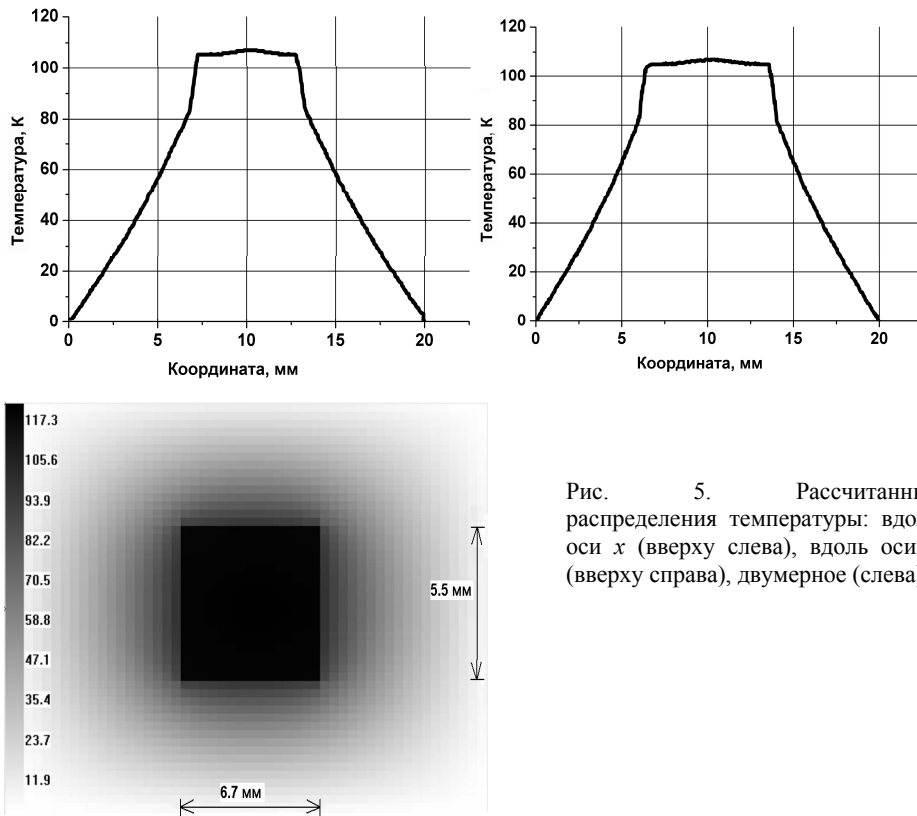 120
100
80
60
40
20
0
Температура, К
0 5 10 15 20
Координата, мм
120
100
80
60
40
20
0
Температура, К
0 5 10 15 20
Координата, мм
117.3
105.6
93.9
82.2
70.5
58.8
47.1
35.4
23.7
11.9
5.5 мм
6.7 мм
Рис. 5. Рассчитанны
распределения температуры: вдол
оси x (вверху слева), вдоль оси
(вверху справа), двумерное (слева)